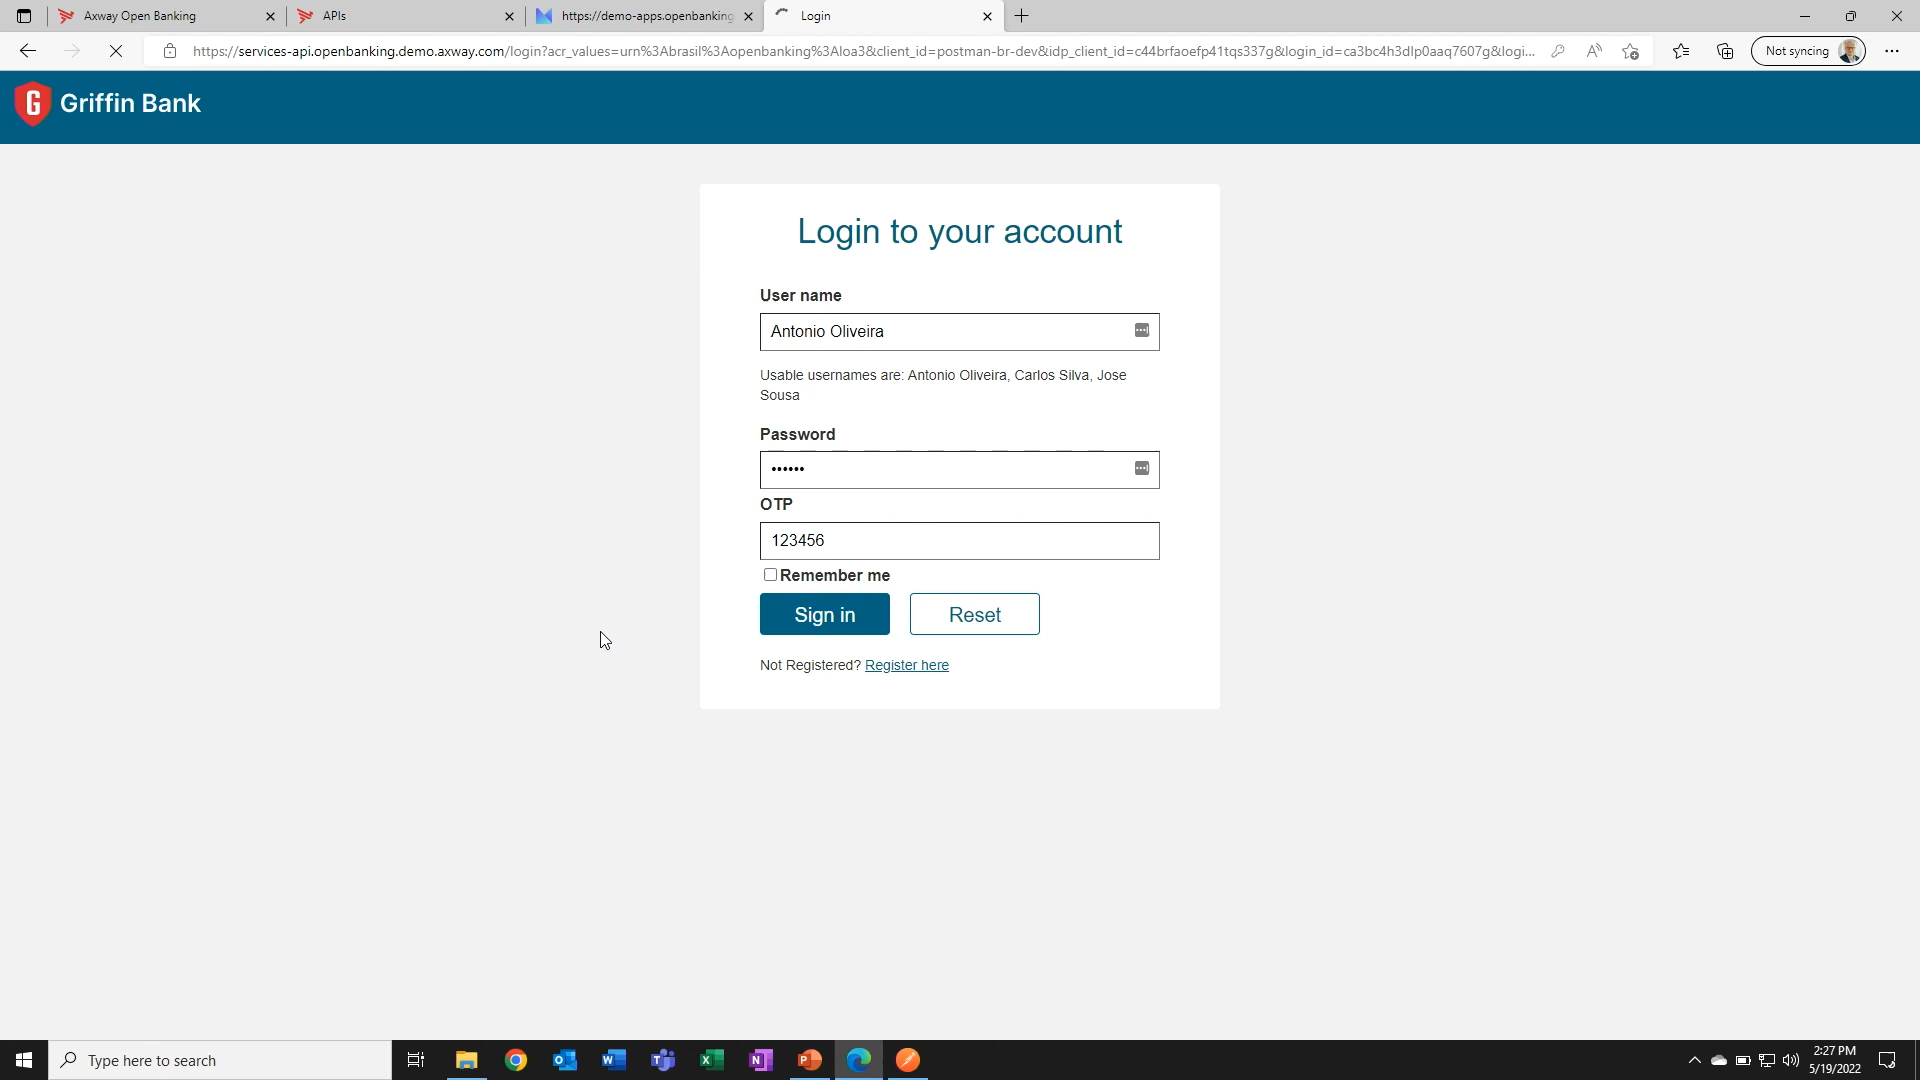 Axway Open Banking
APIs
https://demo-apps.openbanking
Login
https://services-api.openbanking.demo.axway.com/login?acr_values=urn%3Abrasil%3Aopenbanking%3Aloa3&client_id=postman-br-dev&idp_client_id=c44brfaoefp41tqs337g&login_id=ca3bc4h3dlp0aaq7607g&logi...
Not syncing
G Griffin Bank
Login to your account
User name
Antonio Oliveira
Usable usernames are: Antonio Oliveira, Carlos Silva, Jose
Sousa
Password
••••••
OTP
123456
Remember me
Sign in
Reset
Not Registered? Register here
Type here to search
2:27 PM
5/19/2022